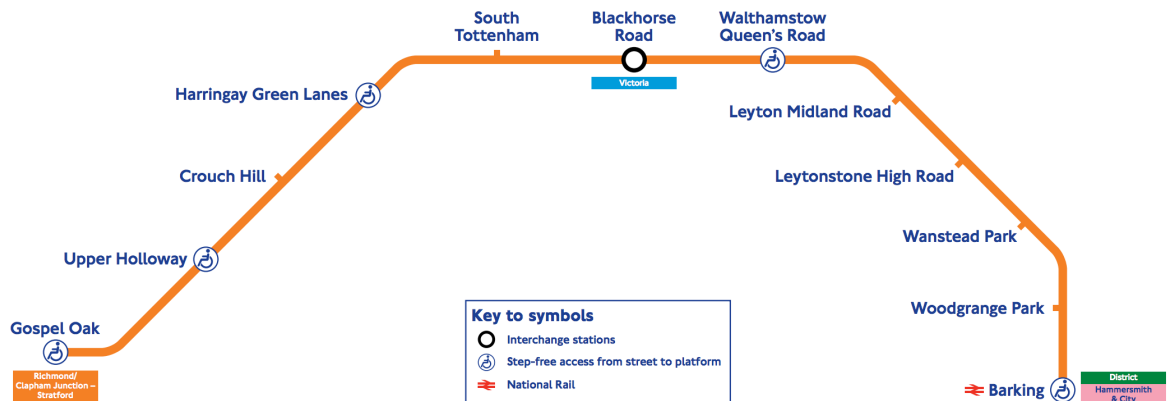 South
Tottenham
Blackhorse
Road
Victoria
Walthamstow
Queen's Road
Harringay Green Lanes
Leyton Midland Road
Crouch Hill
Leytonstone High Road
Upper Holloway
Wanstead Park
Gospel Oak
Richmond/
Clapham Junction –
Stratford
Woodgrange Park
Key to symbols
Interchange stations
Step-free access from street to platform
National Rail
Barking
District
Hammersmith
& City